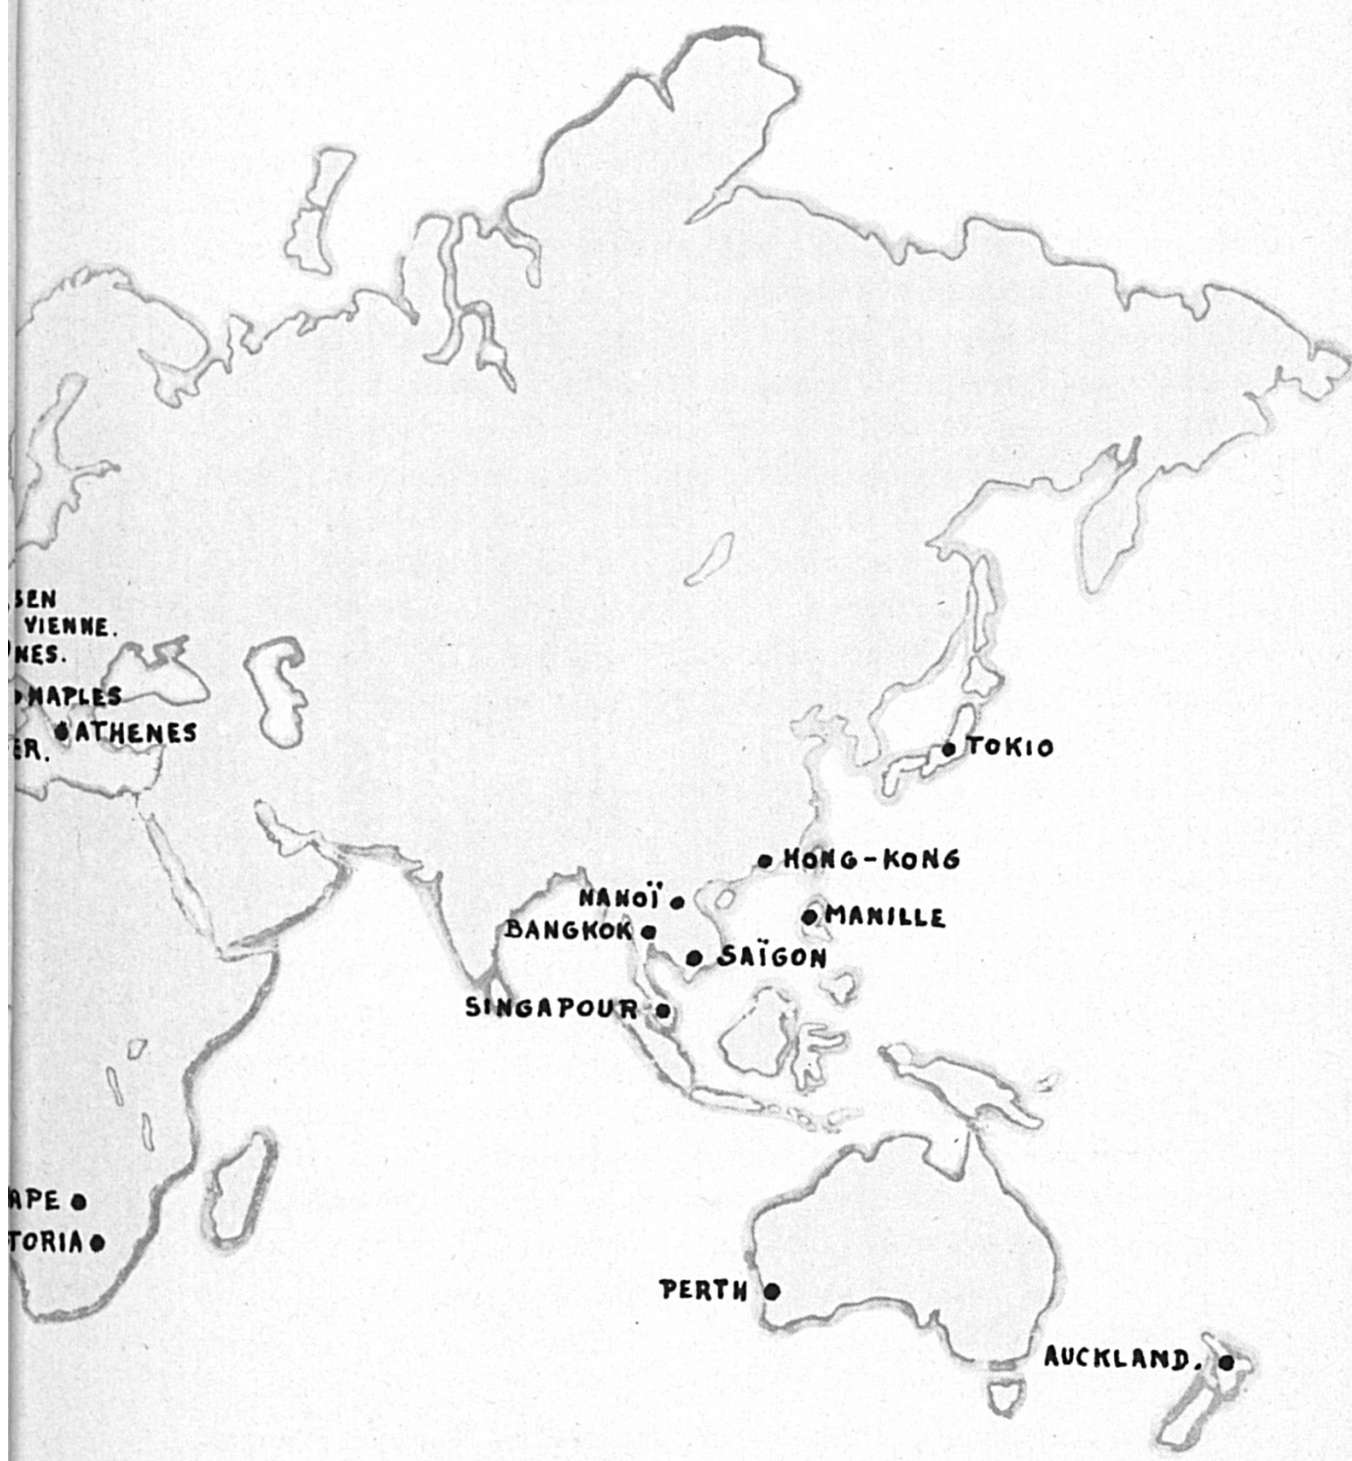 SEN
VIENNE.
NES.
NAPLES
ATHENES
ER.
TOKIO
HONG-KONG
HANOÏ
MANILLE
BANGKOK
SAÏGON
SINGAPOUR
APE
TORIA
PERTH
AUCKLAND.